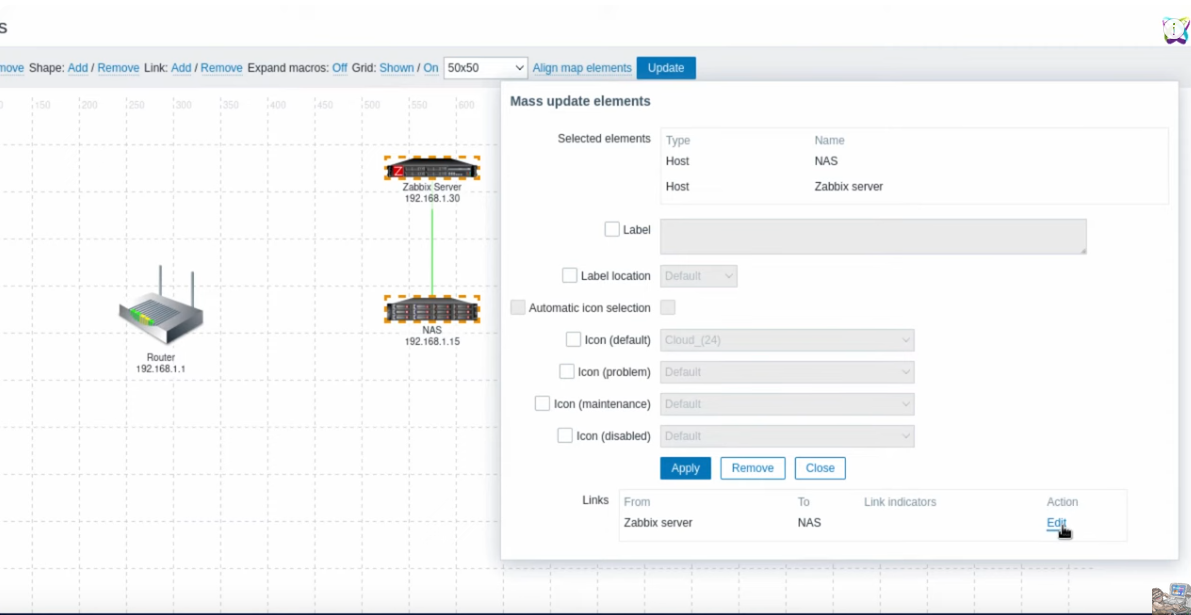 s
move Shape: Add / Remove Link: Add / Remove Expand macros: Off Grid: Shown / On 50x50 Align map elements Update
150 200 250 300 350 400 450 500 550 600
Mass update elements
Selected elements Type Name
Host NAS
Host Zabbix server
Z
Zabbix Server
192.168.1.30
Label
Label location Default
Automatic icon selection
Icon (default) Cloud_(24)
NAS
192.168.1.15
Router
192.168.1.1
Icon (problem) Default
Icon (maintenance) Default
Icon (disabled) Default
Apply Remove Close
Links From To Link indicators Action
Zabbix server NAS Edit